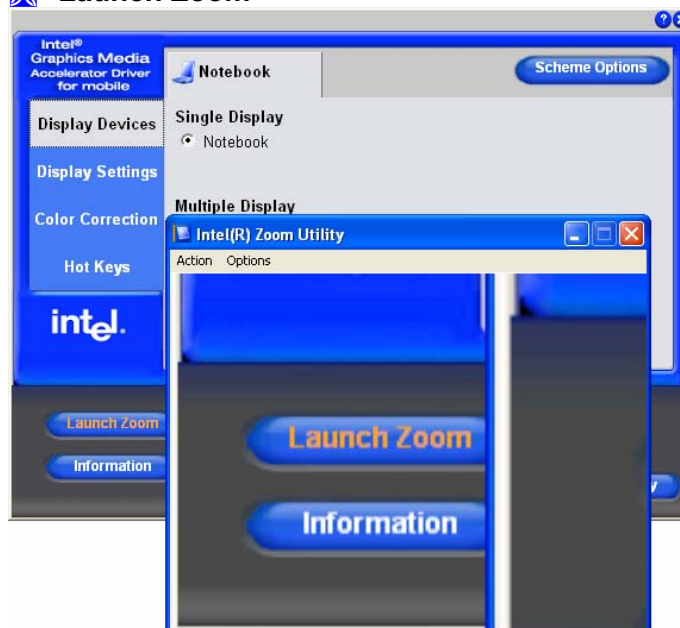 Launch Zoom
Intel®
Graphics Media
Accelerator Driver
for mobile
Notebook
Scheme Options
Display Devices
Single Display
Notebook
Display Settings
Multiple Display
Color Correction
Intel(R) Zoom Utility
Action Options
Hot Keys
intel.
Launch Zoom
Launch Zoom
Information
Information